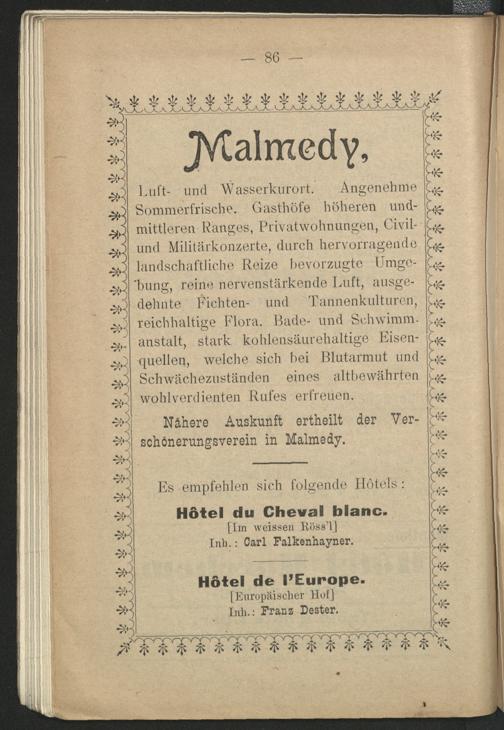 — 86 —
Malmedy,
Luft- und Wasserkurort. Angenehme
Sommerfrische. Gasthöfe höheren und
mittleren Ranges, Privatwohnungen, Civil-
und Militärkonzerte, durch hervorragende
landschaftliche Reize bevorzugte Umge-
bung, reine nervenstärkende Luft, ausge-
dehnte Fichten- und Tannenkulturen,
reichhaltige Flora. Bade- und Schwimm-
anstalt, stark kohlensäurehaltige Eisen-
quellen, welche sich bei Blutarmut und
Schwächezuständen eines altbewährten
wohlverdienten Rufes erfreuen.
Nähere Auskunft ertheilt der Ver-
schönerungsverein in Malmedy.
Es empfehlen sich folgende Hôtels:
Hôtel du Cheval blanc.
[Im weissen Röss'l]
Inh.: Carl Falkenhayner.
Hôtel de l'Europe.
[Europäischer Hof]
Inh.: Franz Dester.